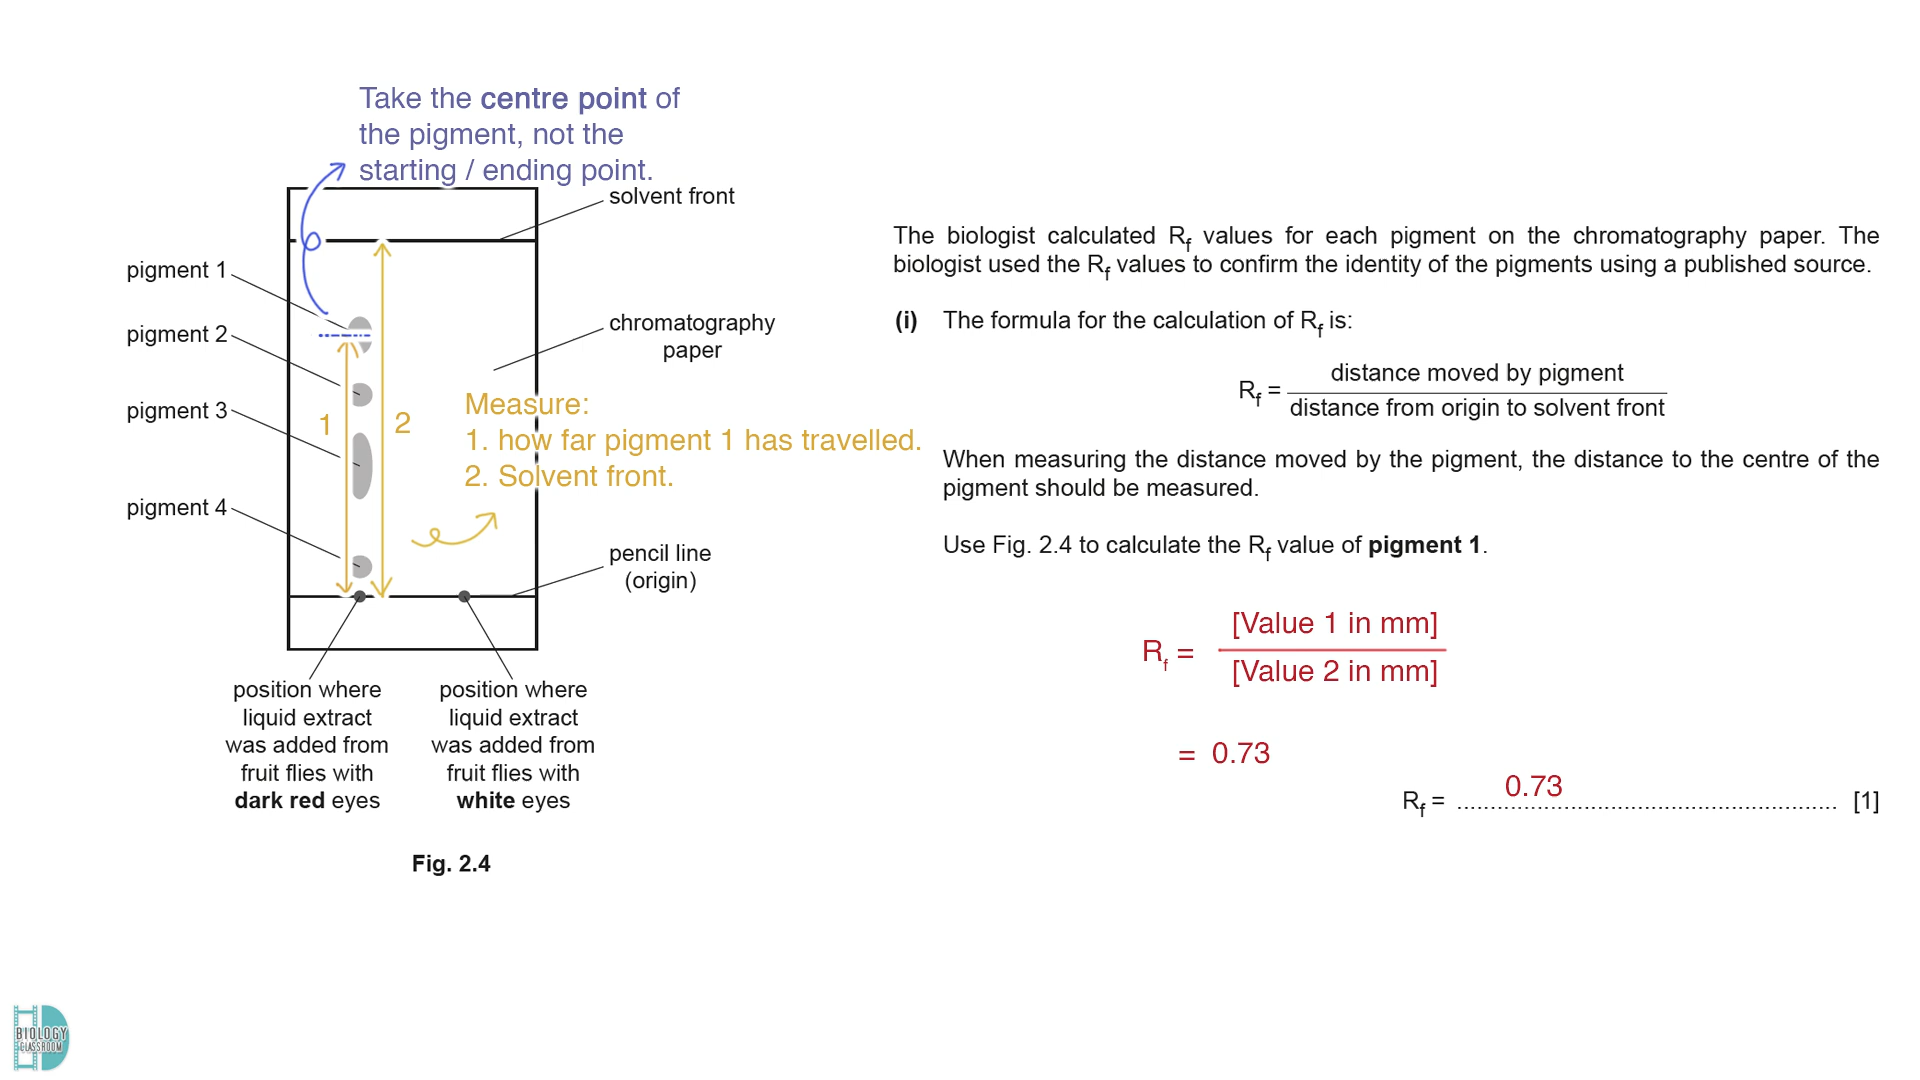 Take the centre point of
the pigment, not the
starting / ending point.
solvent front
pigment 1
pigment 2
pigment 3
pigment 4
chromatography
paper
1
2
Measure:
1. how far pigment 1 has travelled.
2. Solvent front.
pencil line
(origin)
position where
liquid extract
was added from
fruit flies with
dark red eyes
position where
liquid extract
was added from
fruit flies with
white eyes
Fig. 2.4
The biologist calculated Rf values for each pigment on the chromatography paper. The
biologist used the Rf values to confirm the identity of the pigments using a published source.
(i) The formula for the calculation of Rf is:
Rf = distance moved by pigment
distance from origin to solvent front
When measuring the distance moved by the pigment, the distance to the centre of the
pigment should be measured.
Use Fig. 2.4 to calculate the Rf value of pigment 1.
Rf = [Value 1 in mm]
[Value 2 in mm]
= 0.73
Rf = 0.73 [1]
BIOLOGY
CLASSROOM